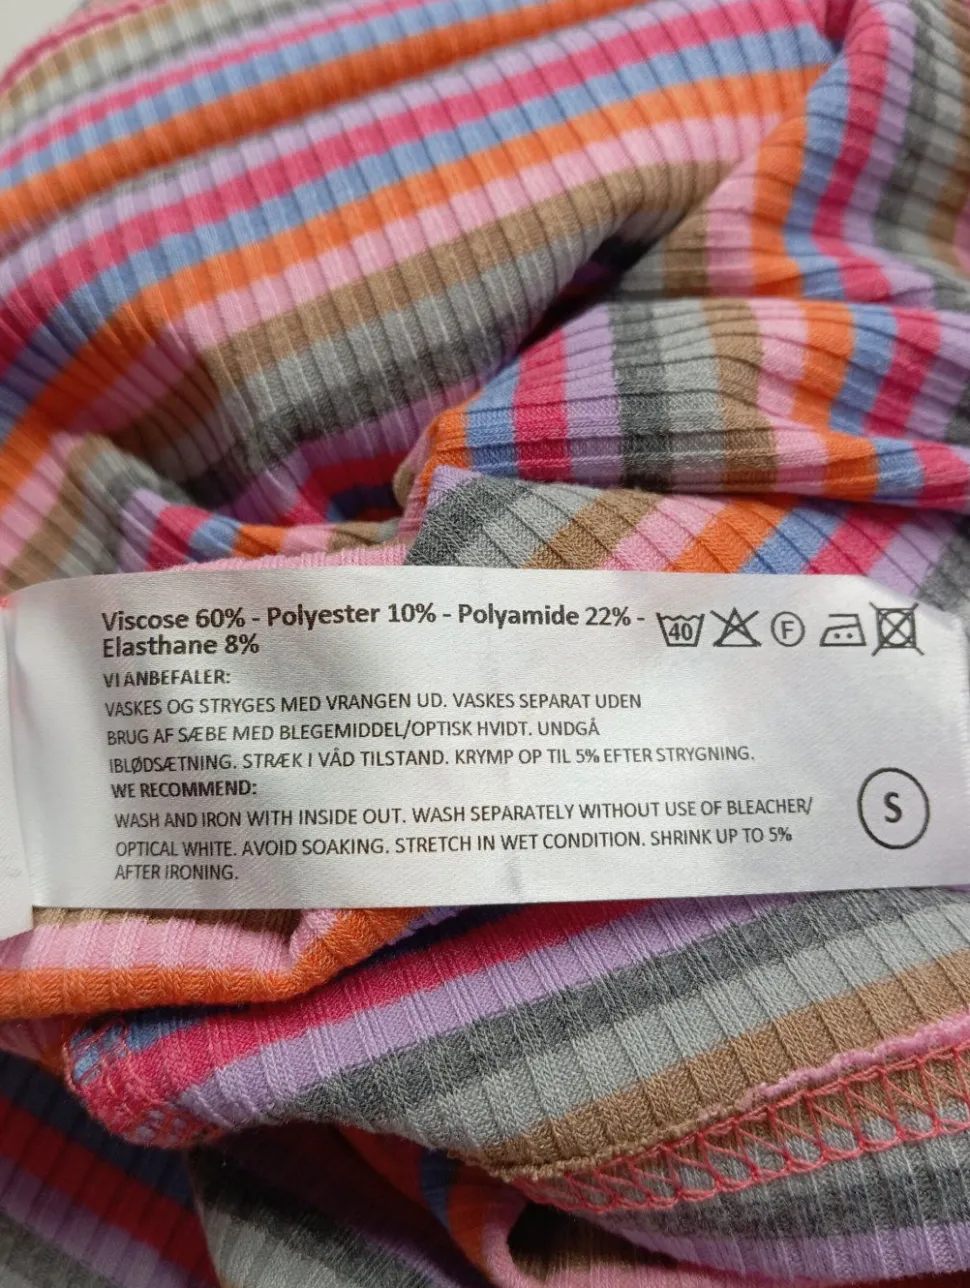 Viscose 60% - Polyester 10% - Polyamide 22% -
Elasthane 8%
40
F
VI ANBEFALER:
VASKES OG STRYGES MED VRANGEN UD. VASKES SEPARAT UDEN
BRUG AF SÆBE MED BLEGEMIDDEL/OPTISK HVIDT. UNDGÅ
IBLØDSÆTNING. STRÆK I VÅD TILSTAND. KRYMP OP TIL 5% EFTER STRYGNING.
WE RECOMMEND:
WASH AND IRON WITH INSIDE OUT. WASH SEPARATELY WITHOUT USE OF BLEACHER/
OPTICAL WHITE. AVOID SOAKING. STRETCH IN WET CONDITION. SHRINK UP TO 5%
AFTER IRONING.
S